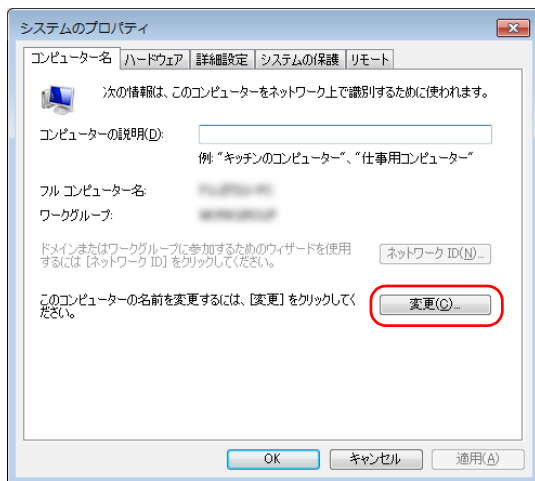 システムのプロパティ
コンピューター名 ハードウェア 詳細設定 システムの保護 リモート
次の情報は、このコンピューターをネットワーク上で識別するために使われます。
コンピューターの説明(D):
例: "キッチンのコンピューター"、"仕事用コンピューター"
フル コンピューター名:
ワークグループ:
ドメインまたはワークグループに参加するためのウィザードを使用
するには [ネットワーク ID] をクリックしてください。
ネットワーク ID(N)...
このコンピューターの名前を変更するには、[変更] をクリックしてく
ださい。
変更(C)...
OK キャンセル 適用(A)